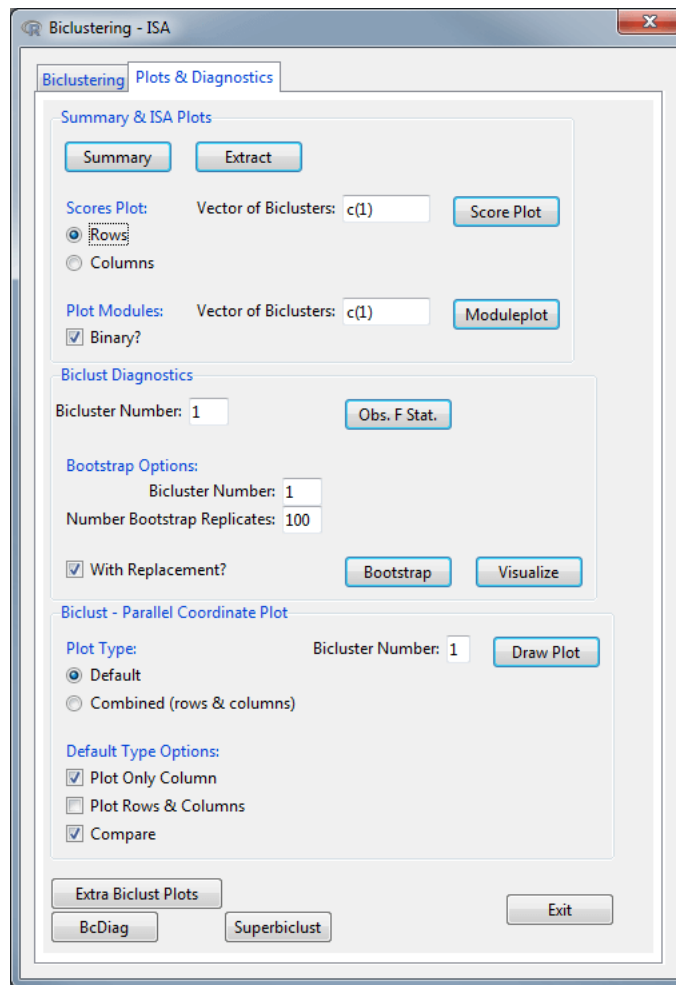 Biclustering - ISA
Biclustering Plots & Diagnostics
Summary & ISA Plots
Summary Extract
Scores Plot: Vector of Biclusters: c(1) Score Plot
Rows
Columns
Plot Modules: Vector of Biclusters: c(1) Moduleplot
Binary?
Biclust Diagnostics
Bicluster Number: 1 Obs. F Stat.
Bootstrap Options:
Bicluster Number: 1
Number Bootstrap Replicates: 100
With Replacement? Bootstrap Visualize
Biclust - Parallel Coordinate Plot
Plot Type: Bicluster Number: 1 Draw Plot
Default
Combined (rows & columns)
Default Type Options:
Plot Only Column
Plot Rows & Columns
Compare
Extra Biclust Plots
Exit
BcDiag Superbiclust